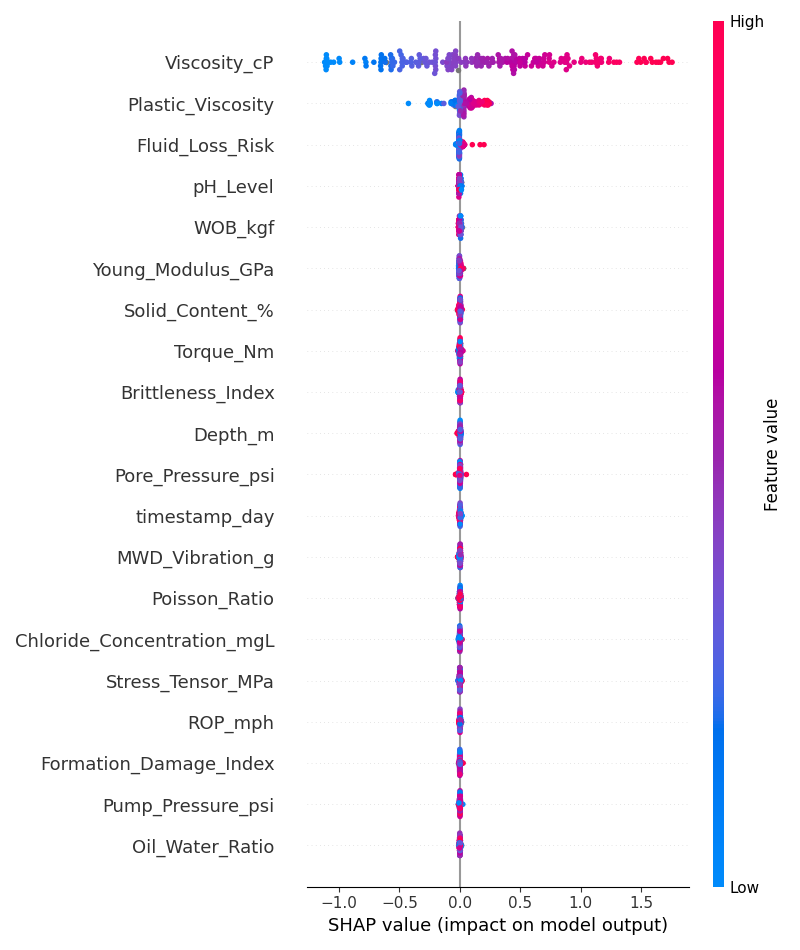 High
Viscosity_cP
Plastic_Viscosity
Fluid_Loss_Risk
pH_Level
WOB_kgf
Young_Modulus_GPa
Solid_Content_%
Torque_Nm
Brittleness_Index
Depth_m
Pore_Pressure_psi
timestamp_day
MWD_Vibration_g
Poisson_Ratio
Chloride_Concentration_mgL
Stress_Tensor_MPa
ROP_mph
Formation_Damage_Index
Pump_Pressure_psi
Oil_Water_Ratio
Feature value
Low
−1.0 −0.5 0.0 0.5 1.0 1.5
SHAP value (impact on model output)